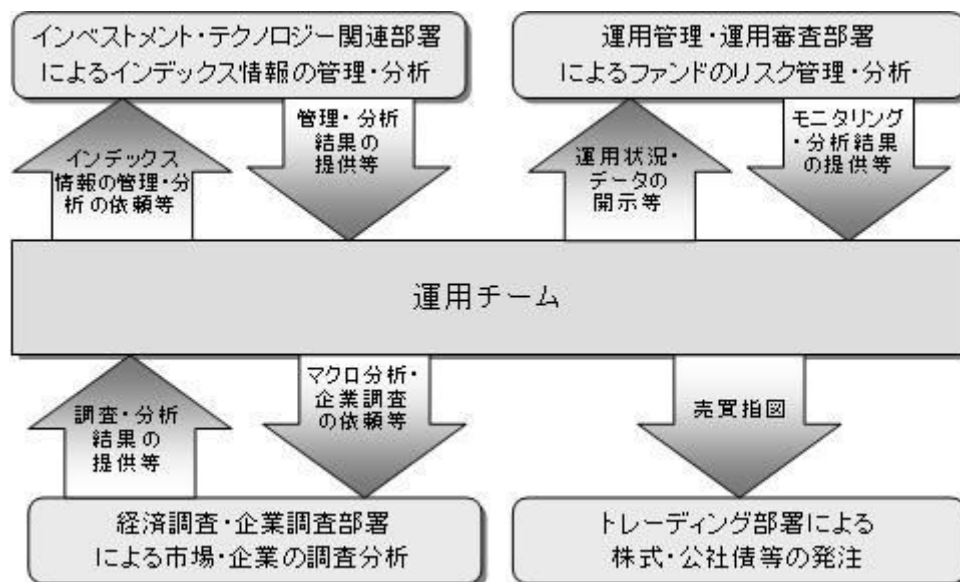 インベストメント・テクノロジー関連部署
によるインデックス情報の管理・分析
運用管理・運用審査部署
によるファンドのリスク管理・分析
インデックス
情報の管理・分
析の依頼等
管理・分析
結果の
提供等
運用状況・
データの
開示等
モニタリング
・分析結果
の提供等
運用チーム
調査・分析
結果の
提供等
マクロ分析・
企業調査
の依頼等
売買指図
経済調査・企業調査部署
による市場・企業の調査分析
トレーディング部署による
株式・公社債等の発注